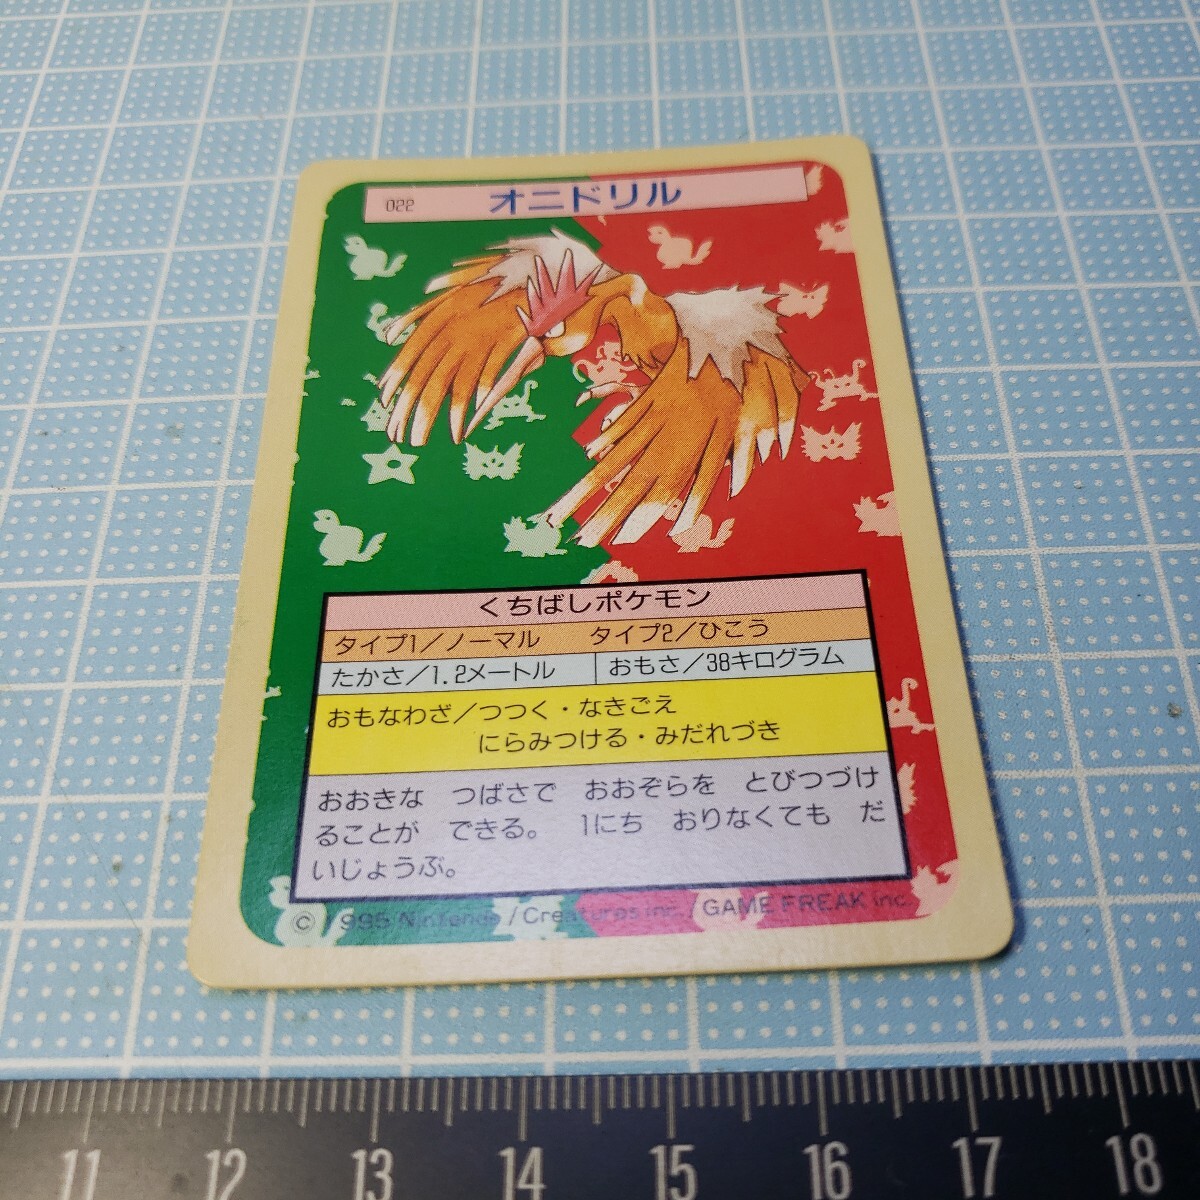 022 オニドリル
くちばしポケモン
タイプ1/ノーマル タイプ2/ひこう
たかさ/1.2メートル おもさ/38キログラム
おもなわざ/つつく・なきごえ
にらみつける・みだれづき
おおきな つばさで おおぞらを とびつづけ
ることが できる。 1にち おりなくても だ
いじょうぶ。
© 1995 Nintendo / Creatures inc. / GAME FREAK inc.
11 12 13 14 15 16 17 18